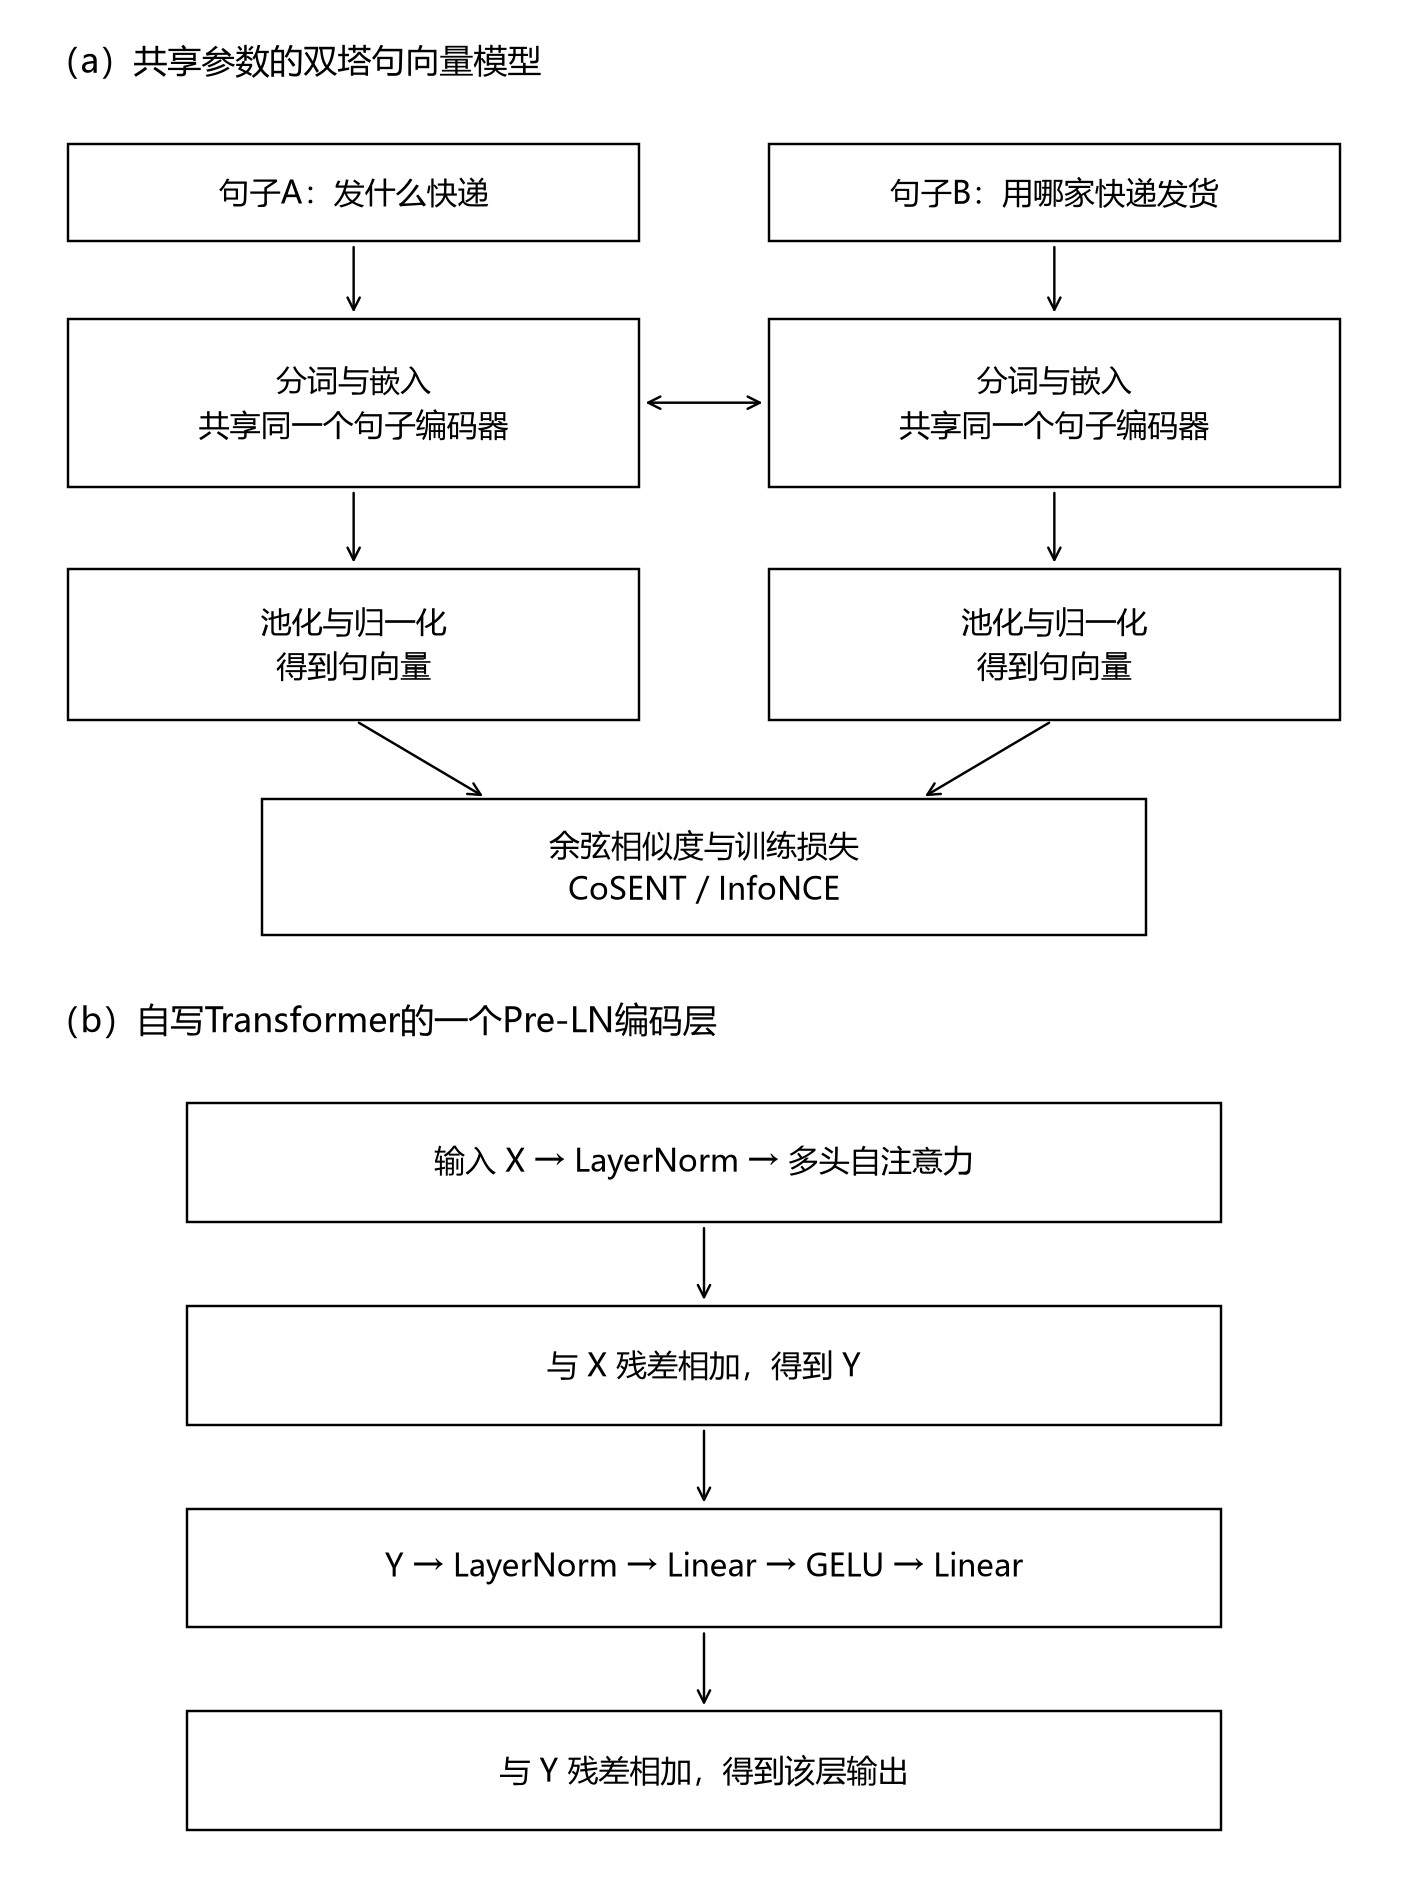 （a）共享参数的双塔句向量模型
句子A：发什么快递
句子B：用哪家快递发货
分词与嵌入
共享同一个句子编码器
分词与嵌入
共享同一个句子编码器
池化与归一化
得到句向量
池化与归一化
得到句向量
余弦相似度与训练损失
CoSENT / InfoNCE
（b）自写Transformer的一个Pre-LN编码层
输入 X → LayerNorm → 多头自注意力
与 X 残差相加，得到 Y
Y → LayerNorm → Linear → GELU → Linear
与 Y 残差相加，得到该层输出